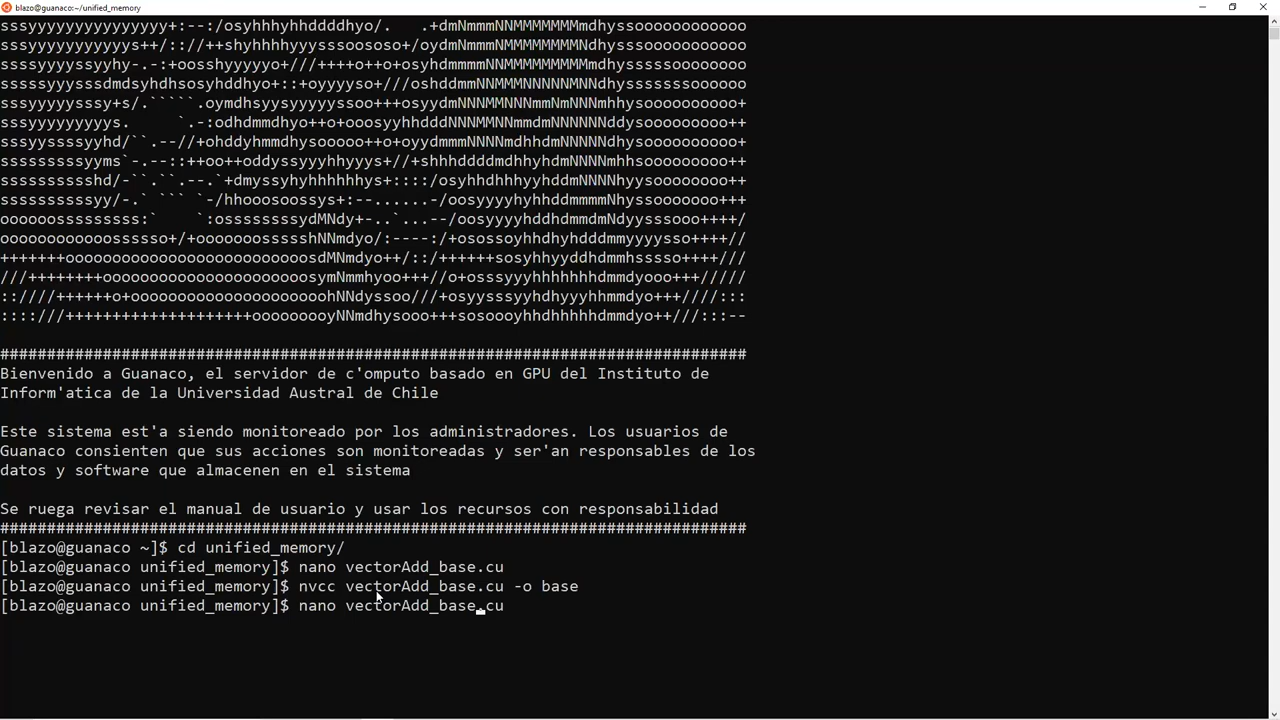 blazo@guanaco:~/unified_memory
###############################################################################
Bienvenido a Guanaco, el servidor de c'omputo basado en GPU del Instituto de
Inform'atica de la Universidad Austral de Chile
Este sistema est'a siendo monitoreado por los administradores. Los usuarios de
Guanaco consienten que sus acciones son monitoreadas y ser'an responsables de los
datos y software que almacenen en el sistema
Se ruega revisar el manual de usuario y usar los recursos con responsabilidad
###############################################################################
[blazo@guanaco ~]$ cd unified_memory/
[blazo@guanaco unified_memory]$ nano vectorAdd_base.cu
[blazo@guanaco unified_memory]$ nvcc vectorAdd_base.cu -o base
[blazo@guanaco unified_memory]$ nano vectorAdd_base.cu